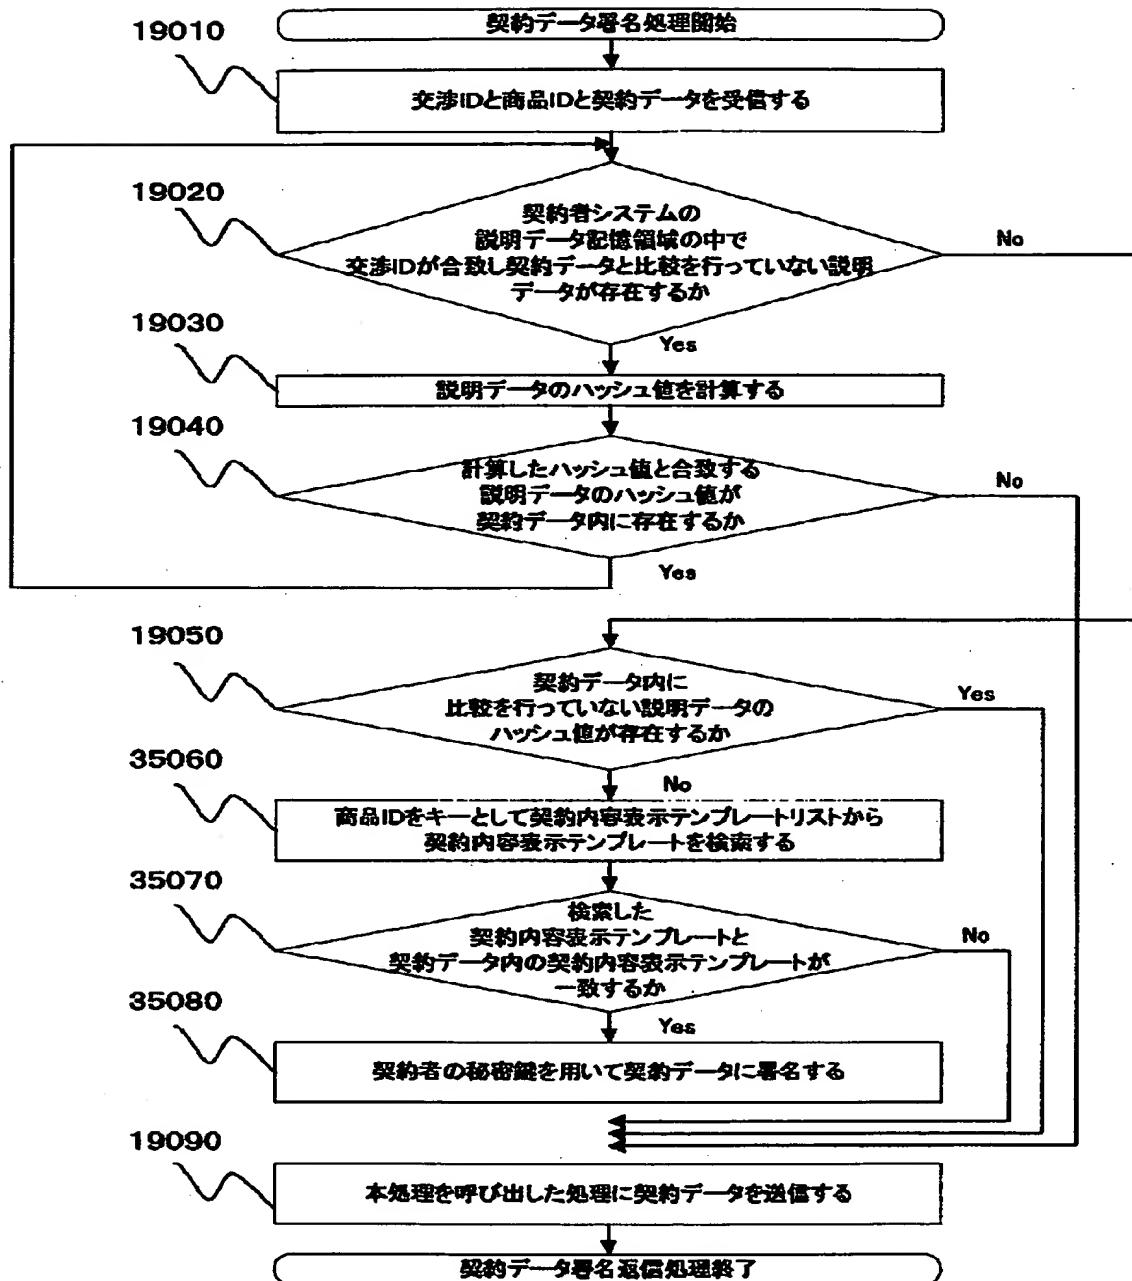 契約データ署名処理開始
19010
交渉IDと商品IDと契約データを受信する
19020
契約者システムの
説明データ記憶領域の中で
交渉IDが合致し契約データと比較を行っていない説明
データが存在するか
No
Yes
19030
説明データのハッシュ値を計算する
19040
計算したハッシュ値と合致する
説明データのハッシュ値が
契約データ内に存在するか
No
Yes
19050
契約データ内に
比較を行っていない説明データの
ハッシュ値が存在するか
Yes
No
35060
商品IDをキーとして契約内容表示テンプレートリストから
契約内容表示テンプレートを検索する
35070
検索した
契約内容表示テンプレートと
契約データ内の契約内容表示テンプレートが
一致するか
No
Yes
35080
契約者の秘密鍵を用いて契約データに署名する
19090
本処理を呼び出した処理に契約データを送信する
契約データ署名返信処理終了